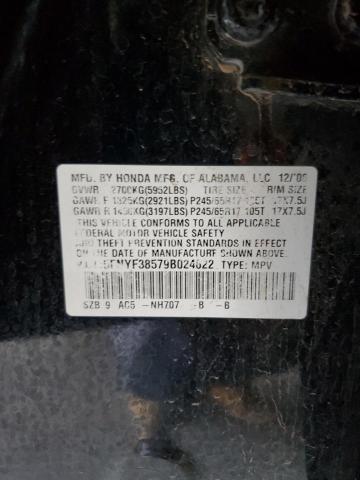 MFD. BY HONDA MFG. OF ALABAMA, LLC 12/08
GVWR 2700KG(5952LBS) TIRE SIZE RIM SIZE
GAWR F 1325KG(2921LBS) P245/65R17 105T 17X7.5J
GAWR R 1450KG(3197LBS) P245/65R17 105T 17X7.5J
THIS VEHICLE CONFORMS TO ALL APPLICABLE
FEDERAL MOTOR VEHICLE SAFETY
AND THEFT PREVENTION STANDARDS IN EFFECT
ON THE DATE OF MANUFACTURE SHOWN ABOVE.
5FNYF38579B024622 TYPE: MPV
SZB 9 AC5 -NH707 -B -B